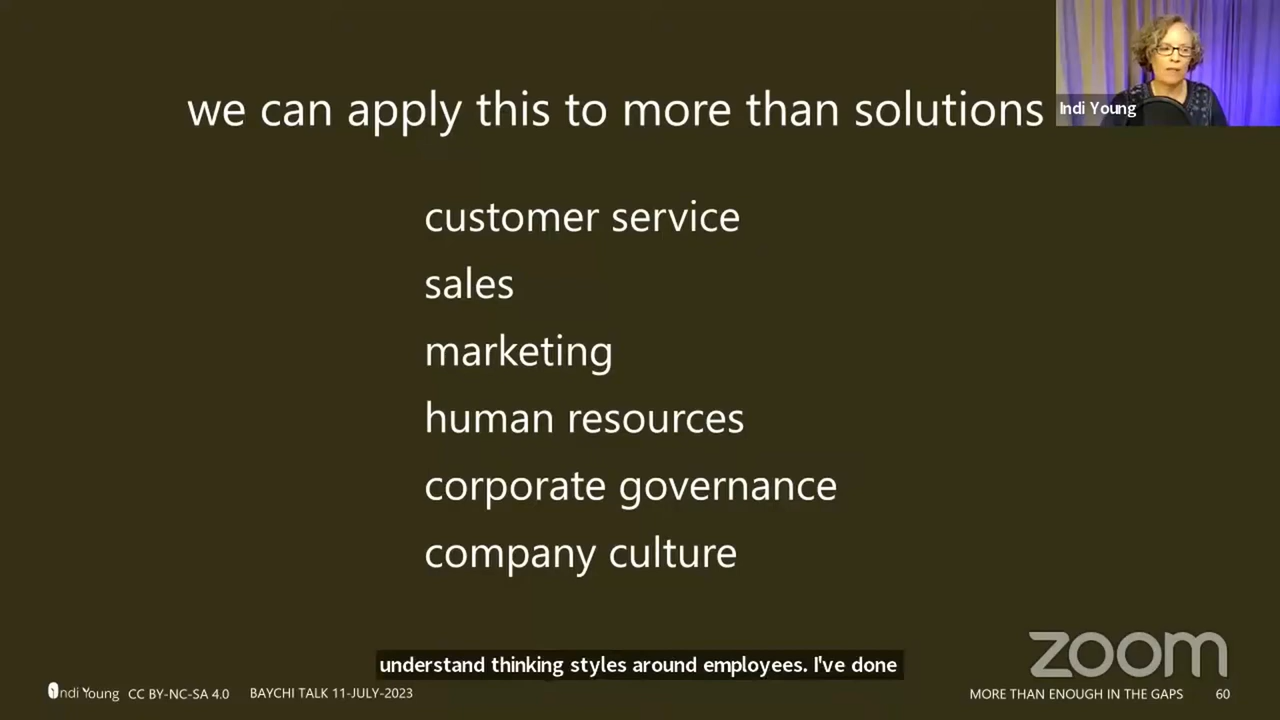 we can apply this to more than solutions
Indi Young
customer service
sales
marketing
human resources
corporate governance
company culture
zoom
understand thinking styles around employees. I've done
Indi Young CC BY-NC-SA 4.0 BAYCHI TALK 11-JULY-2023 MORE THAN ENOUGH IN THE GAPS 60